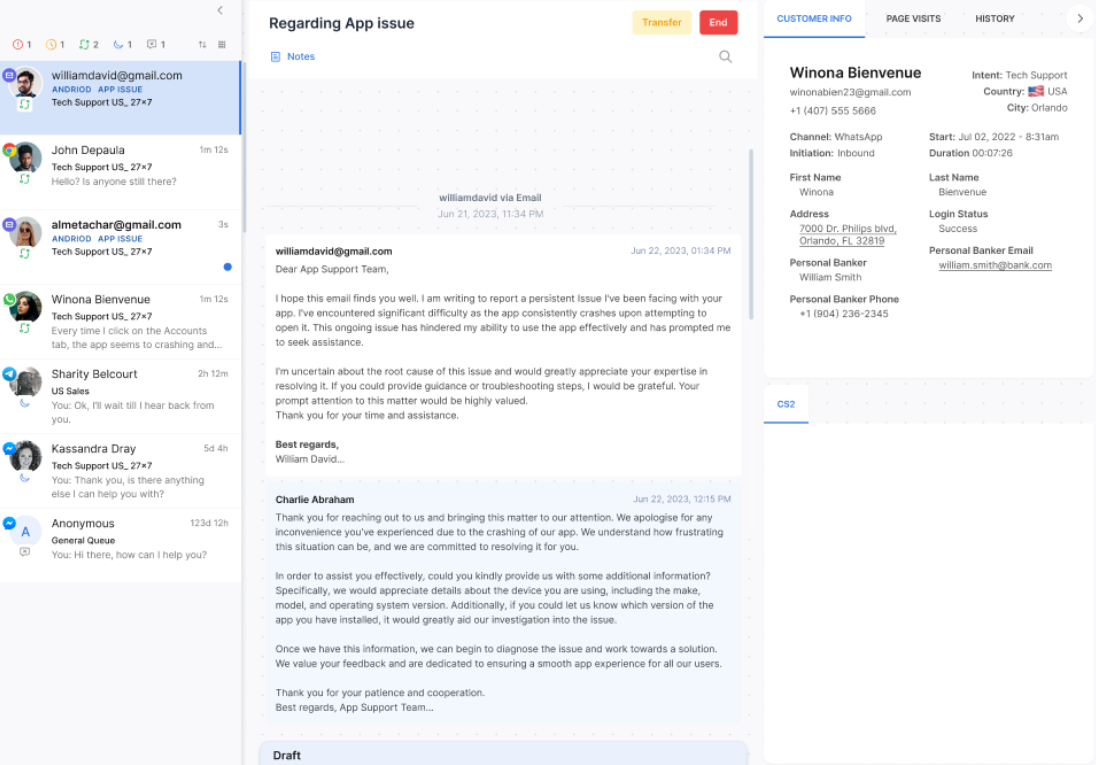 1 1 2 1 1
williamdavid@gmail.com
ANDRIOD APP ISSUE
Tech Support US_ 27×7
John Depaula 1m 12s
Tech Support US_ 27×7
Hello? Is anyone still there?
almetachar@gmail.com 3s
ANDRIOD APP ISSUE
Tech Support US_ 27×7
Winona Bienvenue 1m 12s
Tech Support US_ 27×7
Every time I click on the Accounts
tab, the app seems to crashing and...
Sharity Belcourt 2h 12m
US Sales
You: Ok, I'll wait till I hear back from
you.
Kassandra Dray 5d 4h
Tech Support US_ 27×7
You: Thank you, is there anything
else I can help you with?
A
Anonymous 123d 12h
General Queue
You: Hi there, how can I help you?
Regarding App issue
Transfer
End
Notes
williamdavid via Email
Jun 21, 2023, 11:34 PM
williamdavid@gmail.com Jun 22, 2023, 01:34 PM
Dear App Support Team,
I hope this email finds you well. I am writing to report a persistent Issue I've been facing with your
app. I've encountered significant difficulty as the app consistently crashes upon attempting to
open it. This ongoing issue has hindered my ability to use the app effectively and has prompted me
to seek assistance.
I'm uncertain about the root cause of this issue and would greatly appreciate your expertise in
resolving it. If you could provide guidance or troubleshooting steps, I would be grateful. Your
prompt attention to this matter would be highly valued.
Thank you for your time and assistance.
Best regards,
William David...
Charlie Abraham Jun 22, 2023, 12:15 PM
Thank you for reaching out to us and bringing this matter to our attention. We apologise for any
inconvenience you've experienced due to the crashing of our app. We understand how frustrating
this situation can be, and we are committed to resolving it for you.
In order to assist you effectively, could you kindly provide us with some additional information?
Specifically, we would appreciate details about the device you are using, including the make,
model, and operating system version. Additionally, if you could let us know which version of the
app you have installed, it would greatly aid our investigation into the issue.
Once we have this information, we can begin to diagnose the issue and work towards a solution.
We value your feedback and are dedicated to ensuring a smooth app experience for all our users.
Thank you for your patience and cooperation.
Best regards, App Support Team...
Draft
CUSTOMER INFO PAGE VISITS HISTORY
Winona Bienvenue
winonabien23@gmail.com
+1 (407) 555 5666
Intent: Tech Support
Country: USA
City: Orlando
Channel: WhatsApp
Initiation: Inbound
Start: Jul 02, 2022 - 8:31am
Duration 00:07:26
First Name
Winona
Last Name
Bienvenue
Address
7000 Dr. Philips blvd,
Orlando, FL 32819
Login Status
Success
Personal Banker
William Smith
Personal Banker Email
william.smith@bank.com
Personal Banker Phone
+1 (904) 236-2345
CS2